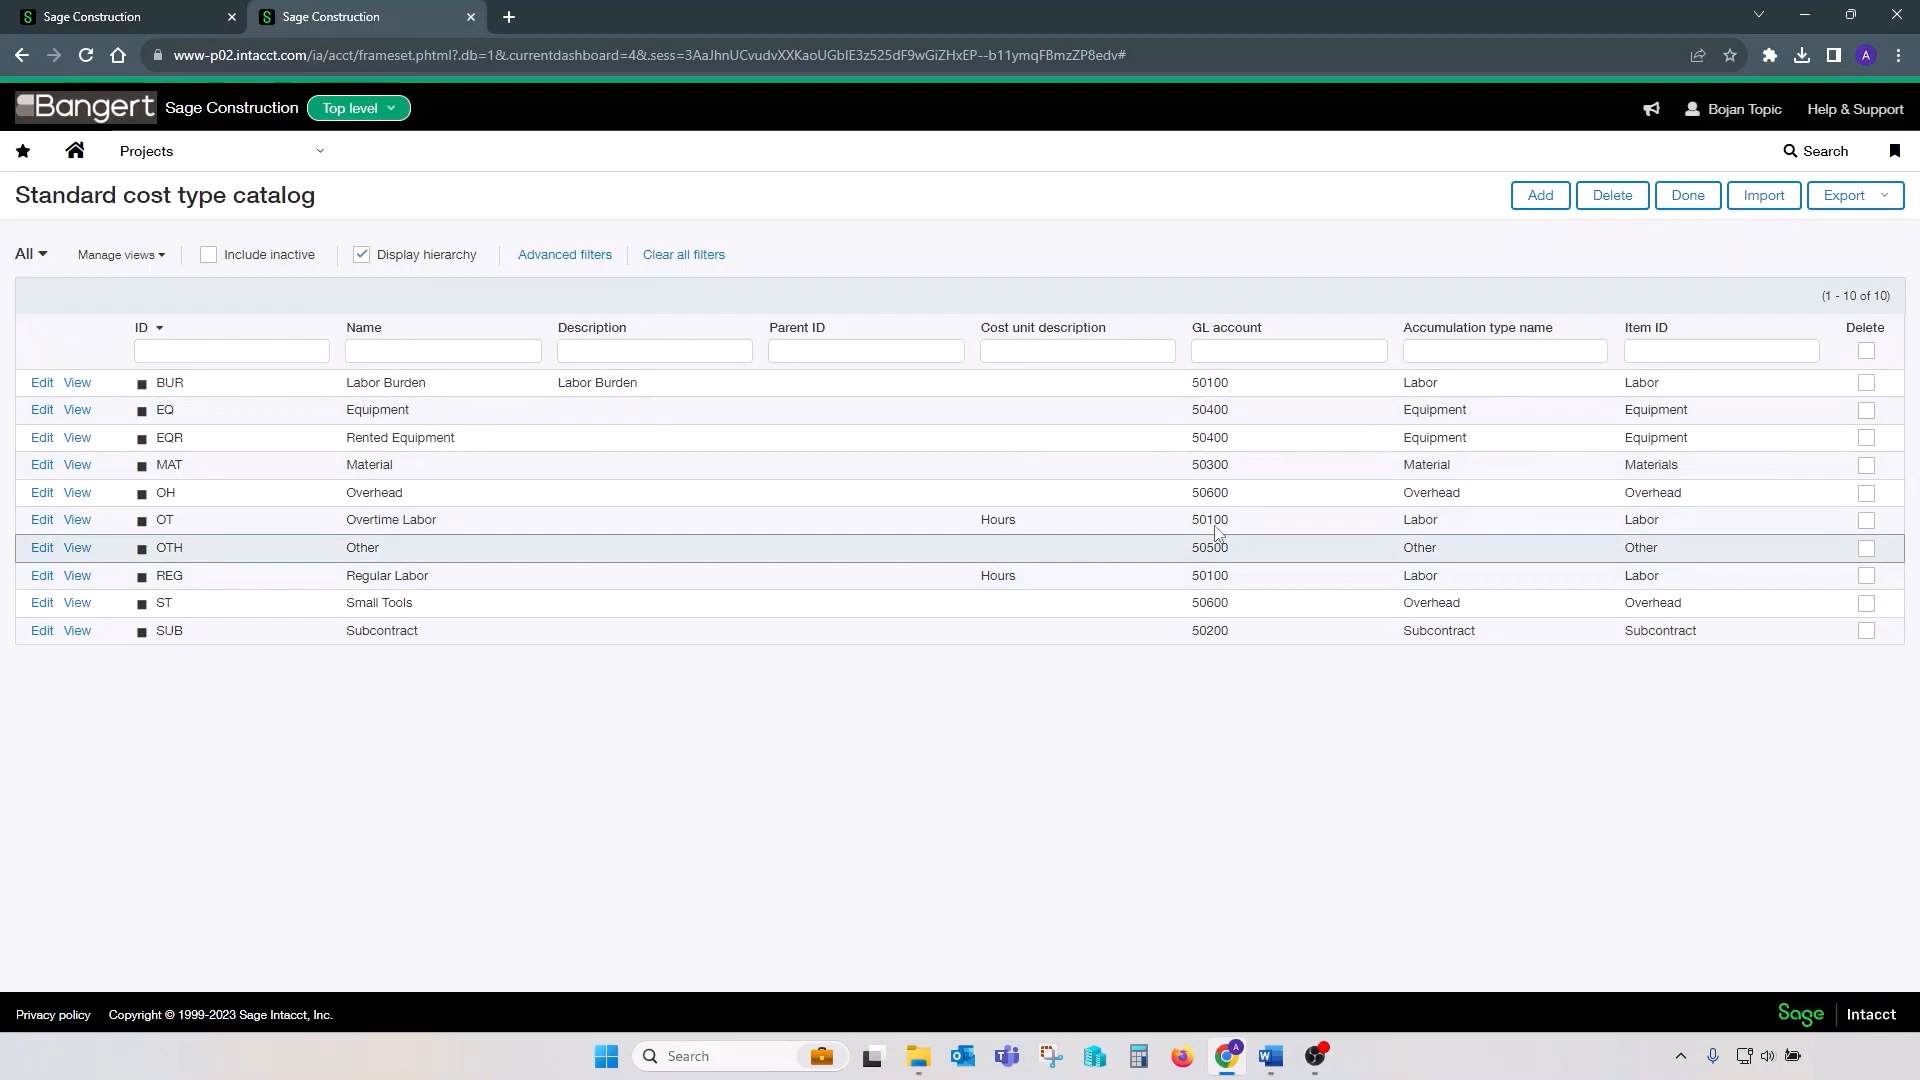 Sage Construction
Sage Construction
www-p02.intacct.com/ia/acct/frameset.phtml?.db=1&.currentdashboard=4&.sess=3AaJhnUCvudvXXKaoUGbIE3z525dF9wGiZHxEP--b11ymqFBmzZP8edv#
A
Bangert Sage Construction Top level
Bojan Topic Help & Support
Projects Search
Standard cost type catalog Add Delete Done Import Export
All Manage views Include inactive Display hierarchy Advanced filters Clear all filters
(1 - 10 of 10)
ID Name Description Parent ID Cost unit description GL account Accumulation type name Item ID Delete
Edit View BUR Labor Burden Labor Burden 50100 Labor Labor
Edit View EQ Equipment 50400 Equipment Equipment
Edit View EQR Rented Equipment 50400 Equipment Equipment
Edit View MAT Material 50300 Material Materials
Edit View OH Overhead 50600 Overhead Overhead
Edit View OT Overtime Labor Hours 50100 Labor Labor
Edit View OTH Other 50500 Other Other
Edit View REG Regular Labor Hours 50100 Labor Labor
Edit View ST Small Tools 50600 Overhead Overhead
Edit View SUB Subcontract 50200 Subcontract Subcontract
Privacy policy Copyright © 1999-2023 Sage Intacct, Inc. Sage Intacct
Search